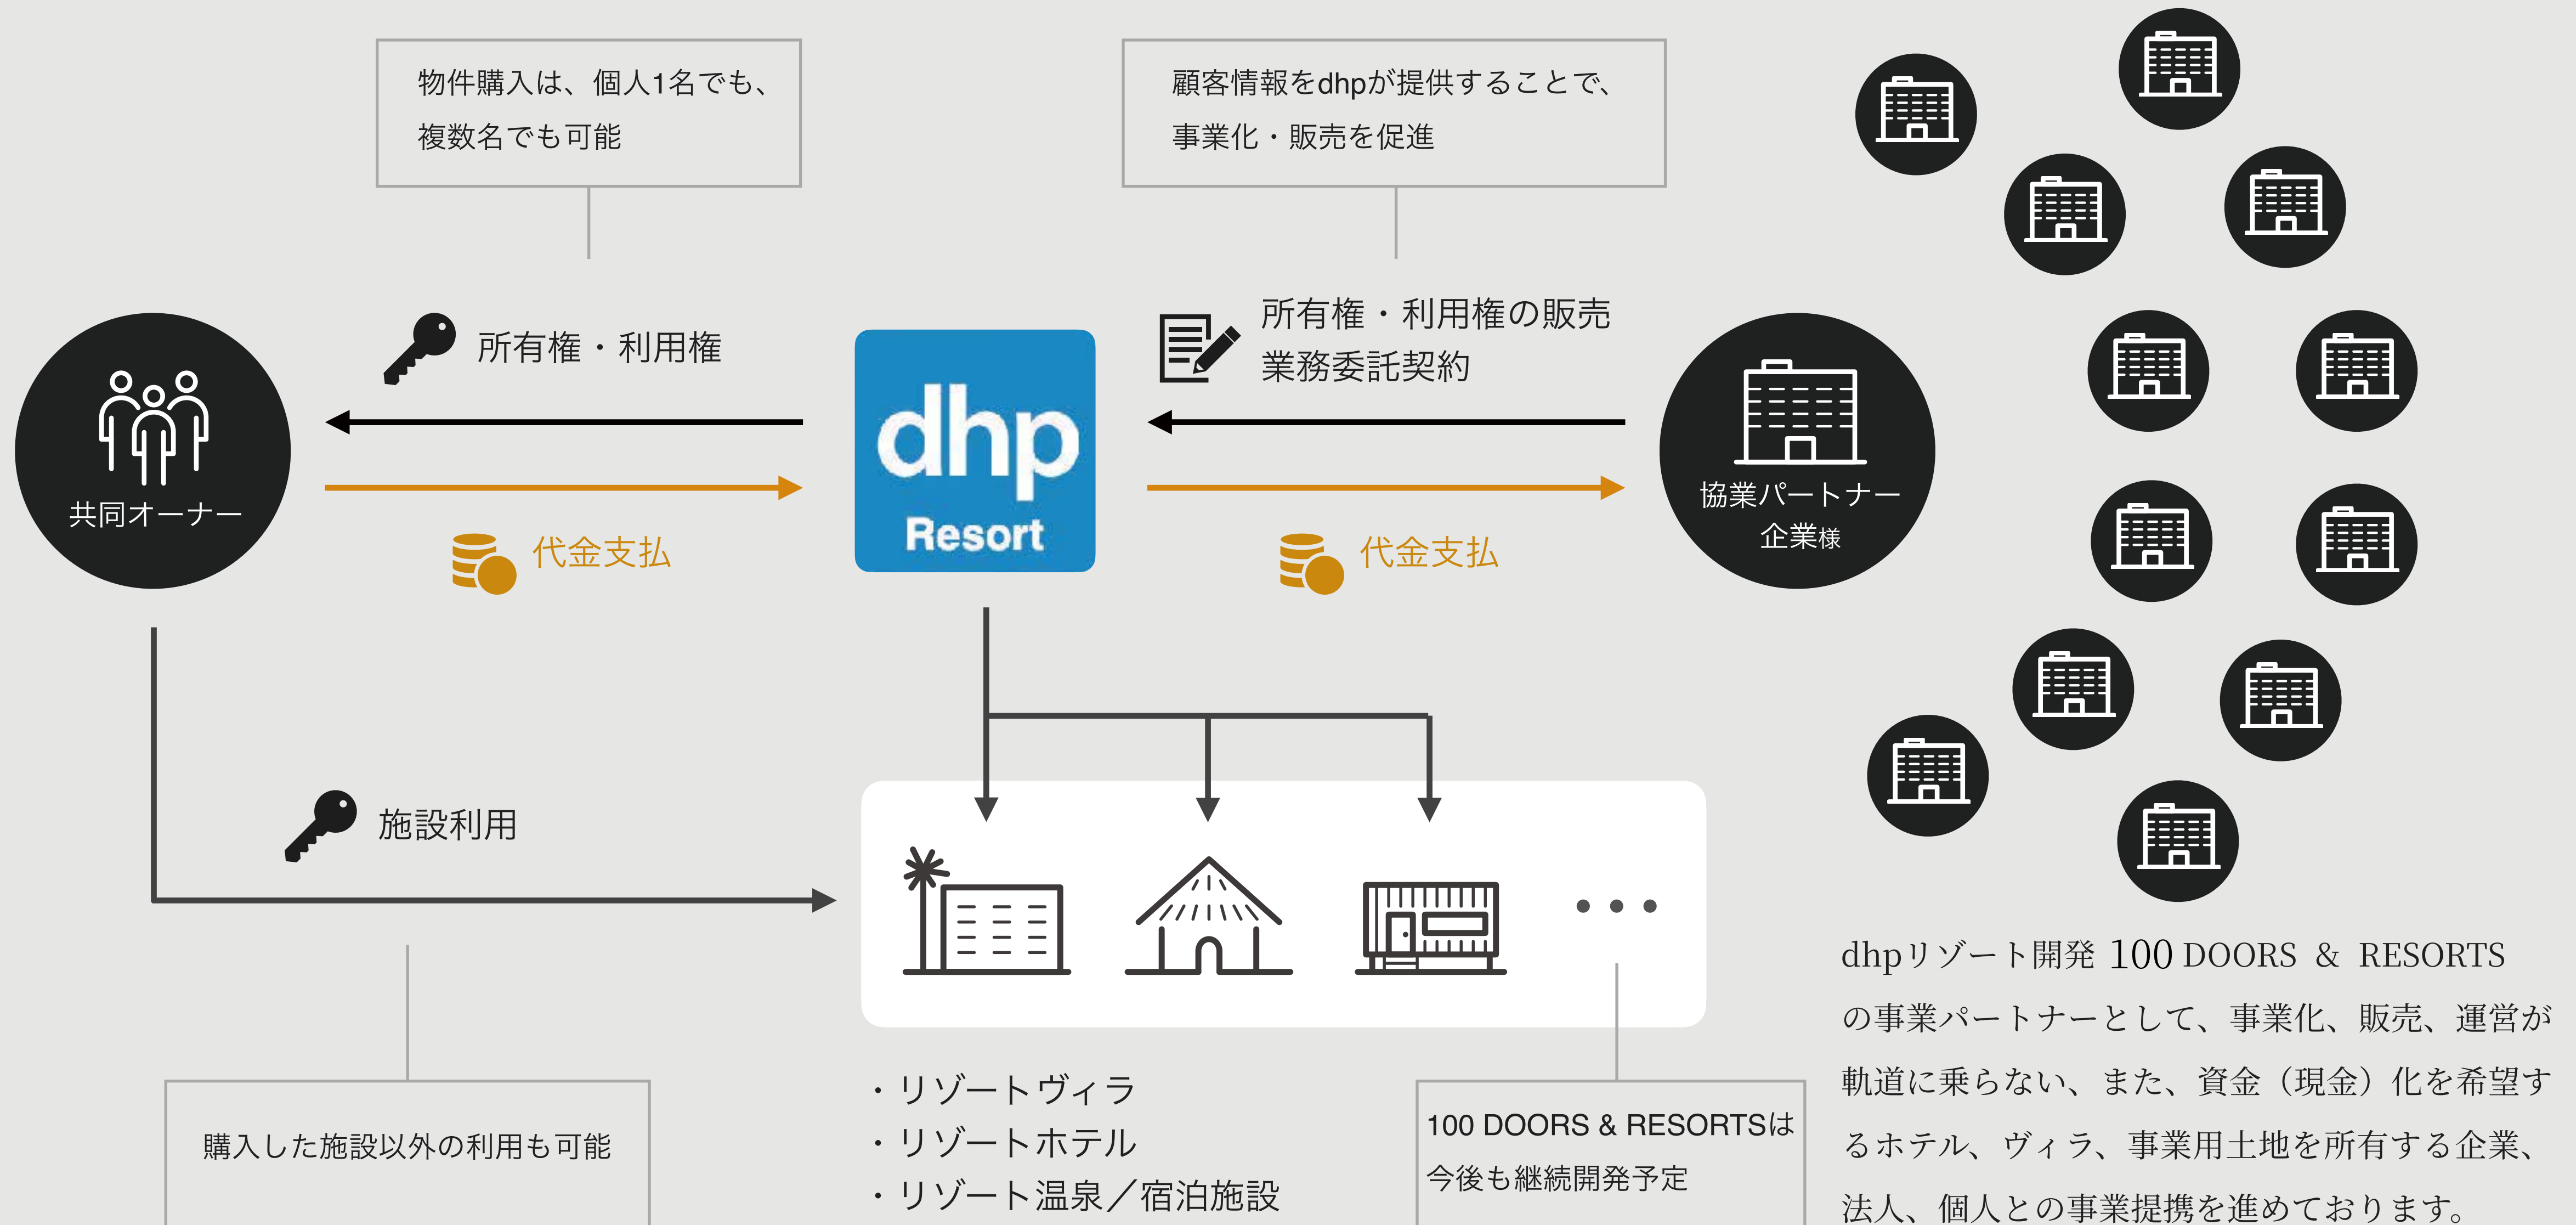 物件購入は、個人1名でも、
複数名でも可能
顧客情報をdhpが提供することで、
事業化・販売を促進
所有権・利用権
所有権・利用権の販売
業務委託契約
dhp
Resort
共同オーナー
協業パートナー
企業様
代金支払
代金支払
施設利用
購入した施設以外の利用も可能
・リゾートヴィラ
・リゾートホテル
・リゾート温泉／宿泊施設
100 DOORS & RESORTSは
今後も継続開発予定
dhpリゾート開発 100 DOORS & RESORTS
の事業パートナーとして、事業化、販売、運営が
軌道に乗らない、また、資金（現金）化を希望す
るホテル、ヴィラ、事業用土地を所有する企業、
法人、個人との事業提携を進めております。